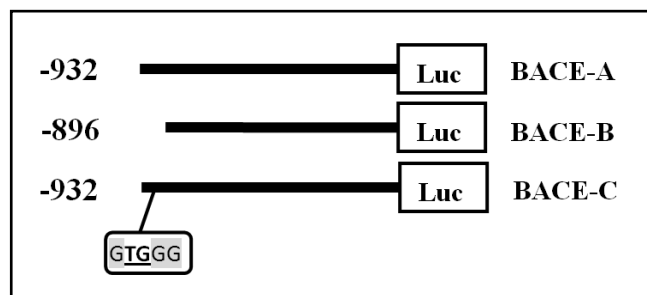 -932 Luc BACE-A
-896 Luc BACE-B
-932 Luc BACE-C
GTGGG